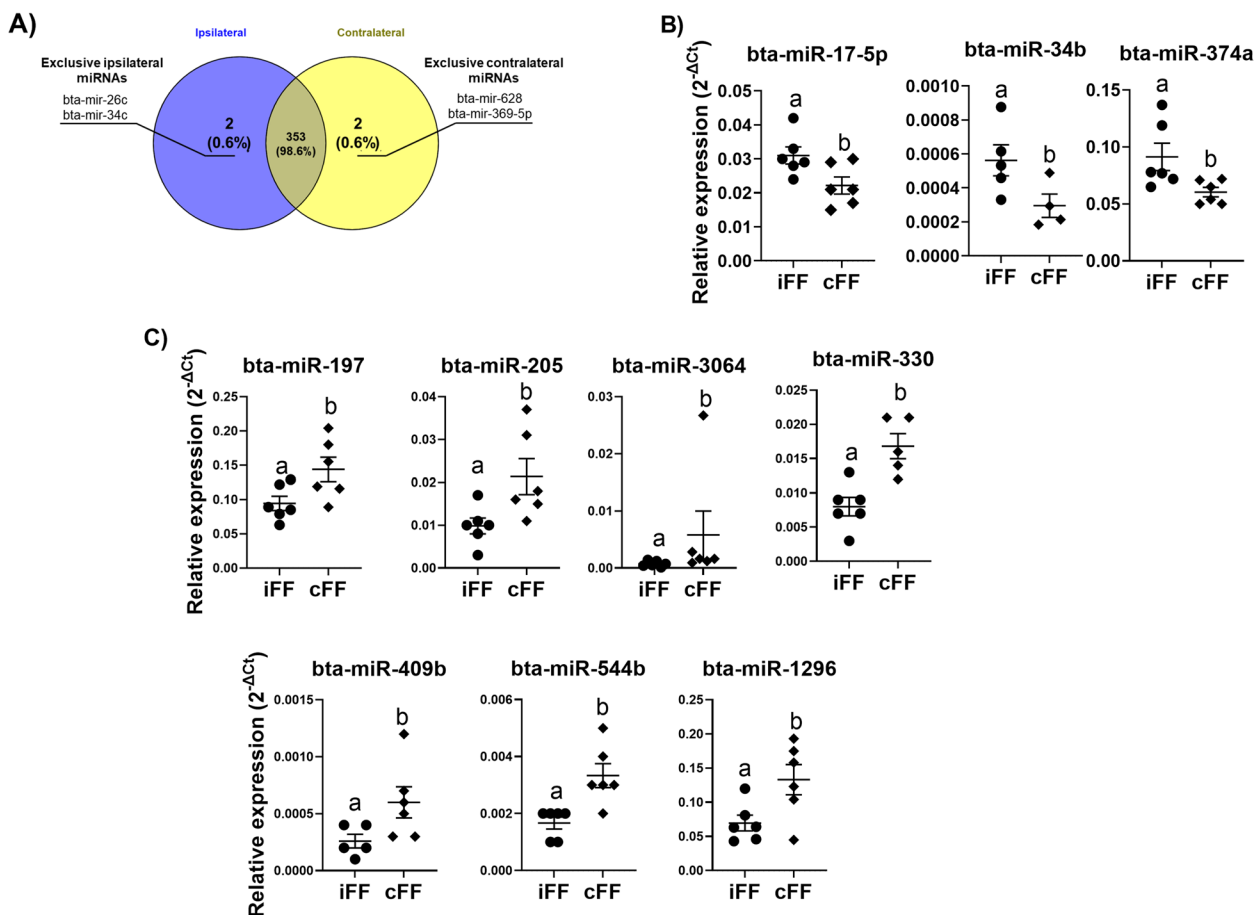 A)
Ipsilateral
Contralateral
Exclusive ipsilateral
miRNAs
bta-mir-26c
bta-mir-34c
2
(0.6%)
353
(98.6%)
2
(0.6%)
Exclusive contralateral
miRNAs
bta-mir-628
bta-mir-369-5p
B)
Relative expression (2^-ΔCt)
bta-miR-17-5p
0.05
0.04
0.03
0.02
0.01
0.00
a
b
iFF cFF
bta-miR-34b
0.0010
0.0008
0.0006
0.0004
0.0002
0.0000
a
b
iFF cFF
bta-miR-374a
0.15
0.10
0.05
0.00
a
b
iFF cFF
C)
Relative expression (2^-ΔCt)
bta-miR-197
0.25
0.20
0.15
0.10
0.05
0.00
a
b
iFF cFF
bta-miR-205
0.04
0.03
0.02
0.01
0.00
a
b
iFF cFF
bta-miR-3064
0.03
0.02
0.01
0.00
a
b
iFF cFF
bta-miR-330
0.025
0.020
0.015
0.010
0.005
0.000
a
b
iFF cFF
Relative expression (2^-ΔCt)
bta-miR-409b
0.0015
0.0010
0.0005
0.0000
a
b
iFF cFF
bta-miR-544b
0.006
0.004
0.002
0.000
a
b
iFF cFF
bta-miR-1296
0.25
0.20
0.15
0.10
0.05
0.00
a
b
iFF cFF